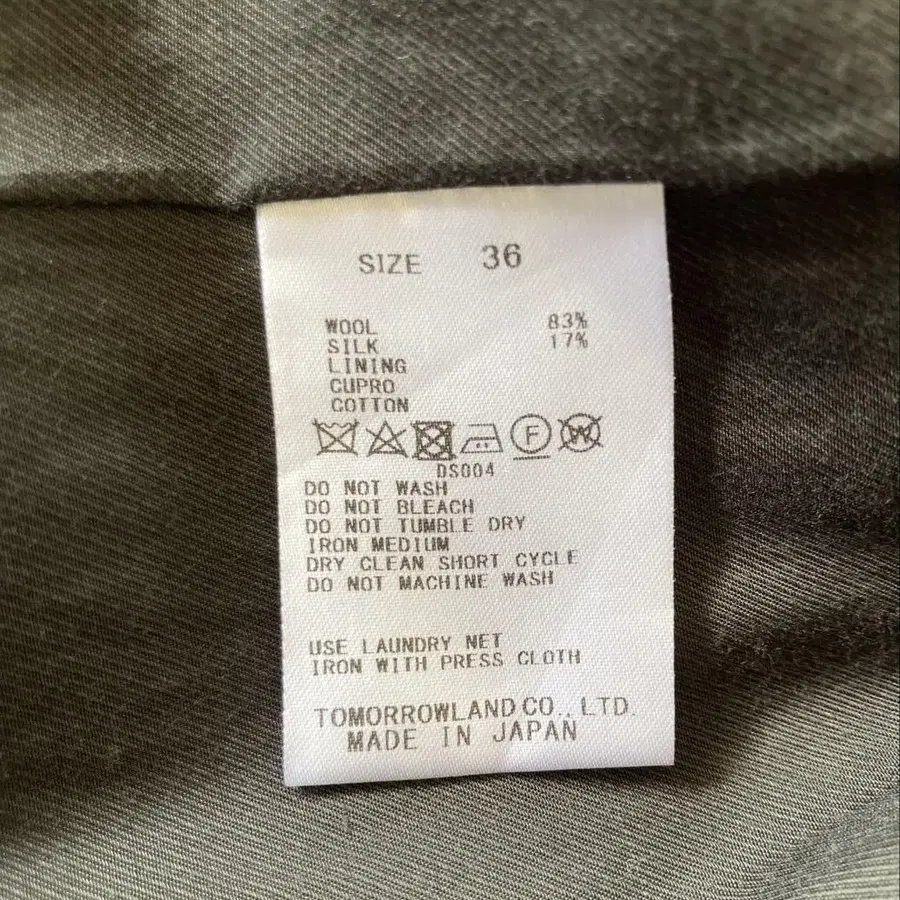 SIZE 36
WOOL 83%
SILK 17%
LINING
CUPRO
COTTON
F W
DS004
DO NOT WASH
DO NOT BLEACH
DO NOT TUMBLE DRY
IRON MEDIUM
DRY CLEAN SHORT CYCLE
DO NOT MACHINE WASH
USE LAUNDRY NET
IRON WITH PRESS CLOTH
TOMORROWLAND CO., LTD.
MADE IN JAPAN